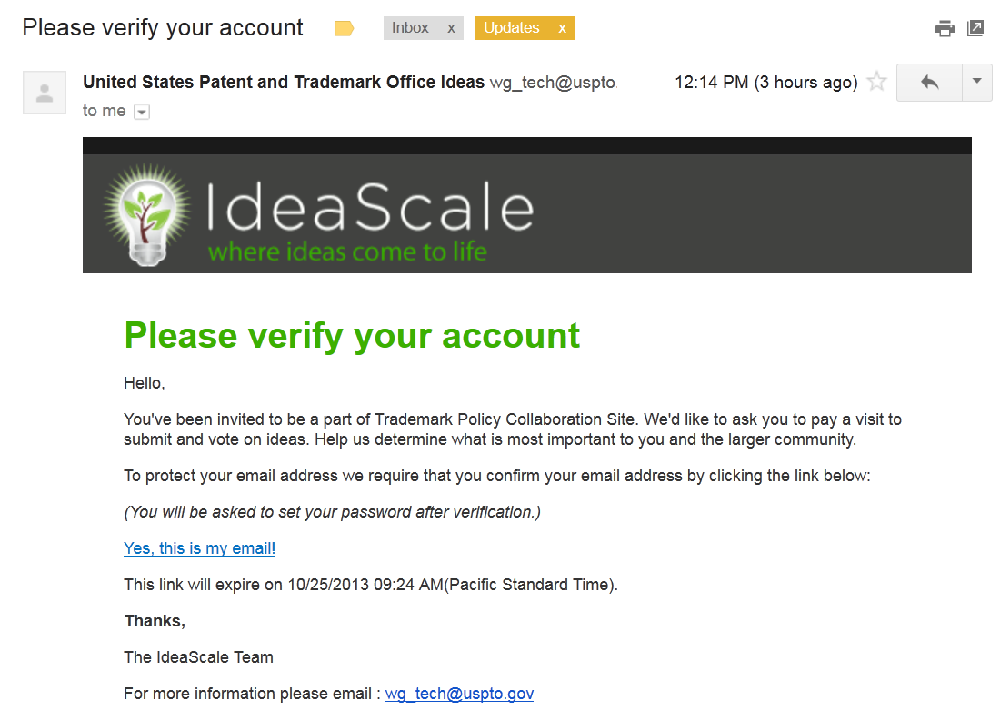 Please verify your account Inbox x Updates x
United States Patent and Trademark Office Ideas wg_tech@uspto. 12:14 PM (3 hours ago)
to me
IdeaScale
where ideas come to life
Please verify your account
Hello,
You've been invited to be a part of Trademark Policy Collaboration Site. We'd like to ask you to pay a visit to
submit and vote on ideas. Help us determine what is most important to you and the larger community.
To protect your email address we require that you confirm your email address by clicking the link below:
(You will be asked to set your password after verification.)
Yes, this is my email!
This link will expire on 10/25/2013 09:24 AM(Pacific Standard Time).
Thanks,
The IdeaScale Team
For more information please email : wg_tech@uspto.gov